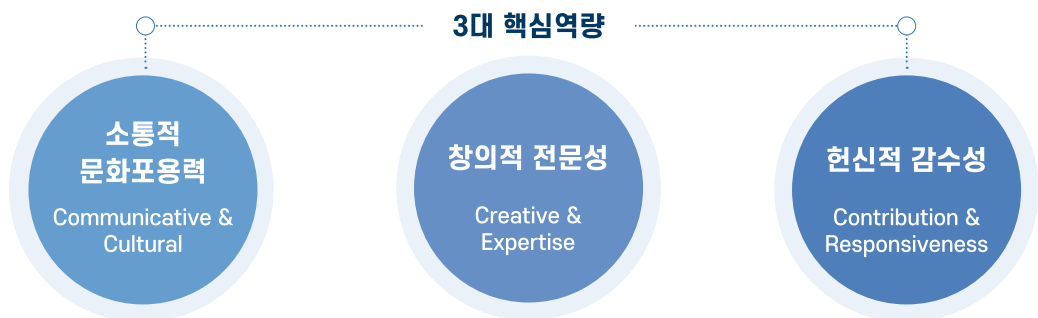 3대 핵심역량
소통적
문화포용력
Communicative &
Cultural
창의적 전문성
Creative &
Expertise
헌신적 감수성
Contribution &
Responsiveness